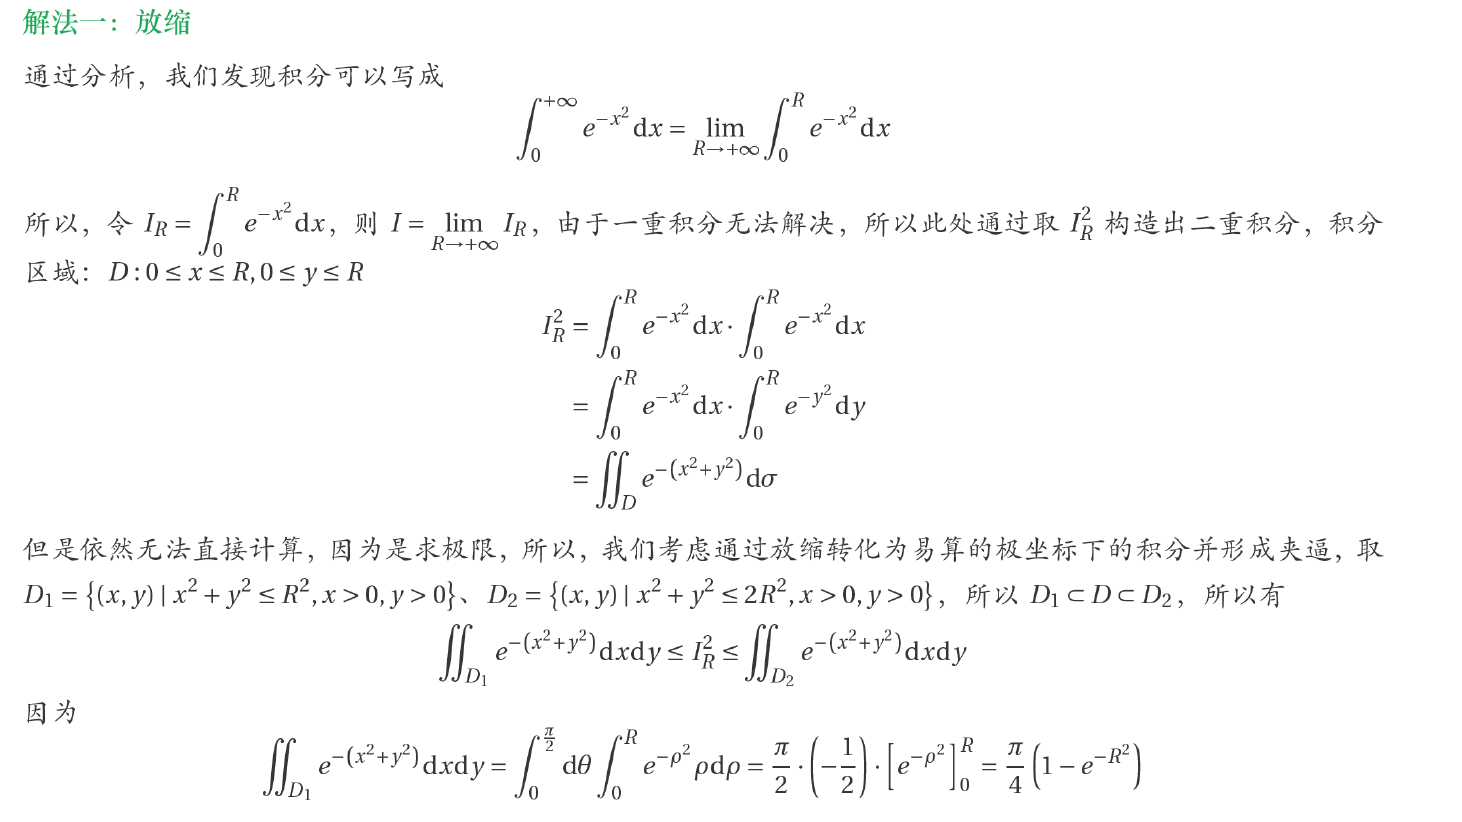 解法一：放缩
通过分析，我们发现积分可以写成
$\int_0^{+\infty} e^{-x^2} \mathrm{d}x = \lim_{R \to +\infty} \int_0^R e^{-x^2} \mathrm{d}x$
所以，令 $I_R = \int_0^R e^{-x^2} \mathrm{d}x$，则 $I = \lim_{R \to +\infty} I_R$，由于一重积分无法解决，所以此处通过取 $I_R^2$ 构造出二重积分，积分
区域：$D: 0 \le x \le R, 0 \le y \le R$
$I_R^2 = \int_0^R e^{-x^2} \mathrm{d}x \cdot \int_0^R e^{-x^2} \mathrm{d}x$
$= \int_0^R e^{-x^2} \mathrm{d}x \cdot \int_0^R e^{-y^2} \mathrm{d}y$
$= \iint_D e^{-(x^2+y^2)} \mathrm{d}\sigma$
但是依然无法直接计算，因为是求极限，所以，我们考虑通过放缩转化为易算的极坐标下的积分并形成夹逼，取
$D_1 = \{(x, y) \mid x^2 + y^2 \le R^2, x > 0, y > 0\}$、$D_2 = \{(x, y) \mid x^2 + y^2 \le 2R^2, x > 0, y > 0\}$，所以 $D_1 \subset D \subset D_2$，所以有
$\iint_{D_1} e^{-(x^2+y^2)} \mathrm{d}x\mathrm{d}y \le I_R^2 \le \iint_{D_2} e^{-(x^2+y^2)} \mathrm{d}x\mathrm{d}y$
因为
$\iint_{D_1} e^{-(x^2+y^2)} \mathrm{d}x\mathrm{d}y = \int_0^{\frac{\pi}{2}} \mathrm{d}\theta \int_0^R e^{-\rho^2} \rho \mathrm{d}\rho = \frac{\pi}{2} \cdot \left(-\frac{1}{2}\right) \cdot \left[e^{-\rho^2}\right]_0^R = \frac{\pi}{4} \left(1 - e^{-R^2}\right)$